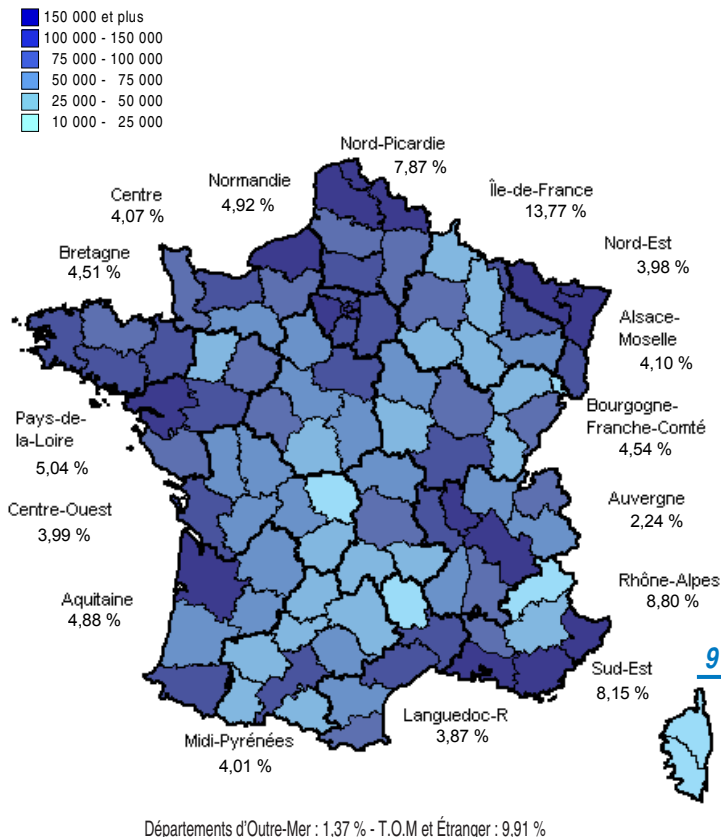 150 000 et plus
100 000 - 150 000
75 000 - 100 000
50 000 - 75 000
25 000 - 50 000
10 000 - 25 000
Nord-Picardie
7,87 %
Normandie
4,92 %
Île-de-France
13,77 %
Centre
4,07 %
Nord-Est
3,98 %
Bretagne
4,51 %
Alsace-
Moselle
4,10 %
Bourgogne-
Franche-Comté
4,54 %
Pays-de-
la-Loire
5,04 %
Auvergne
2,24 %
Centre-Ouest
3,99 %
Rhône-Alpes
8,80 %
Aquitaine
4,88 %
9
Sud-Est
8,15 %
Languedoc-R
3,87 %
Midi-Pyrénées
4,01 %
Départements d'Outre-Mer : 1,37 % - T.O.M et Étranger : 9,91 %